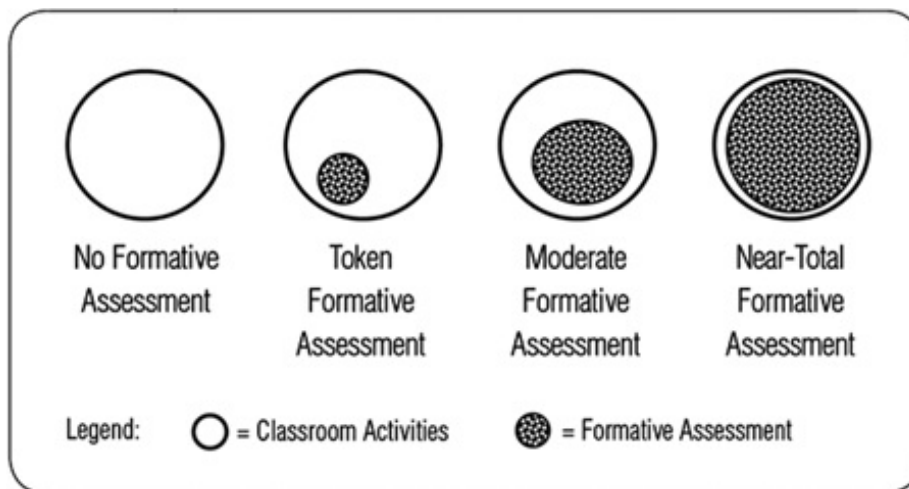 No Formative
Assessment
Token
Formative
Assessment
Moderate
Formative
Assessment
Near-Total
Formative
Assessment
Legend:
= Classroom Activities
= Formative Assessment